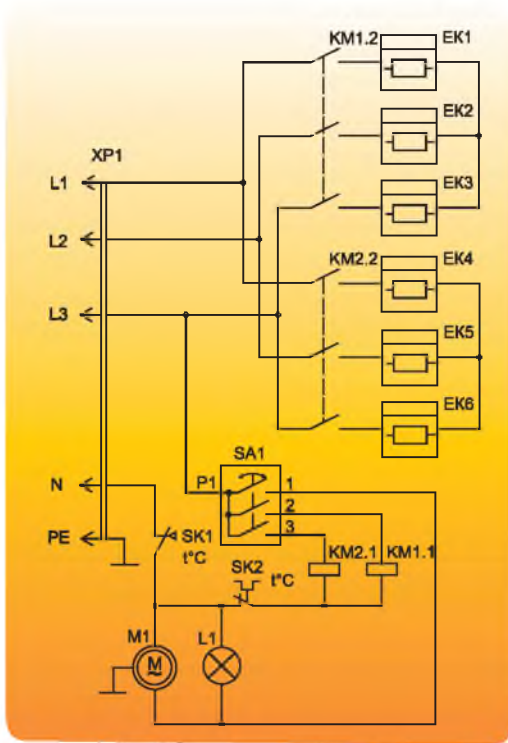 KM1.2 EK1
EK2
XP1
EK3
L1
L2
KM2.2 EK4
L3
EK5
EK6
SA1
N
P1 1
2
3
PE
SK1
t°C
SK2
t°C
KM2.1 KM1.1
M1 L1
M
~